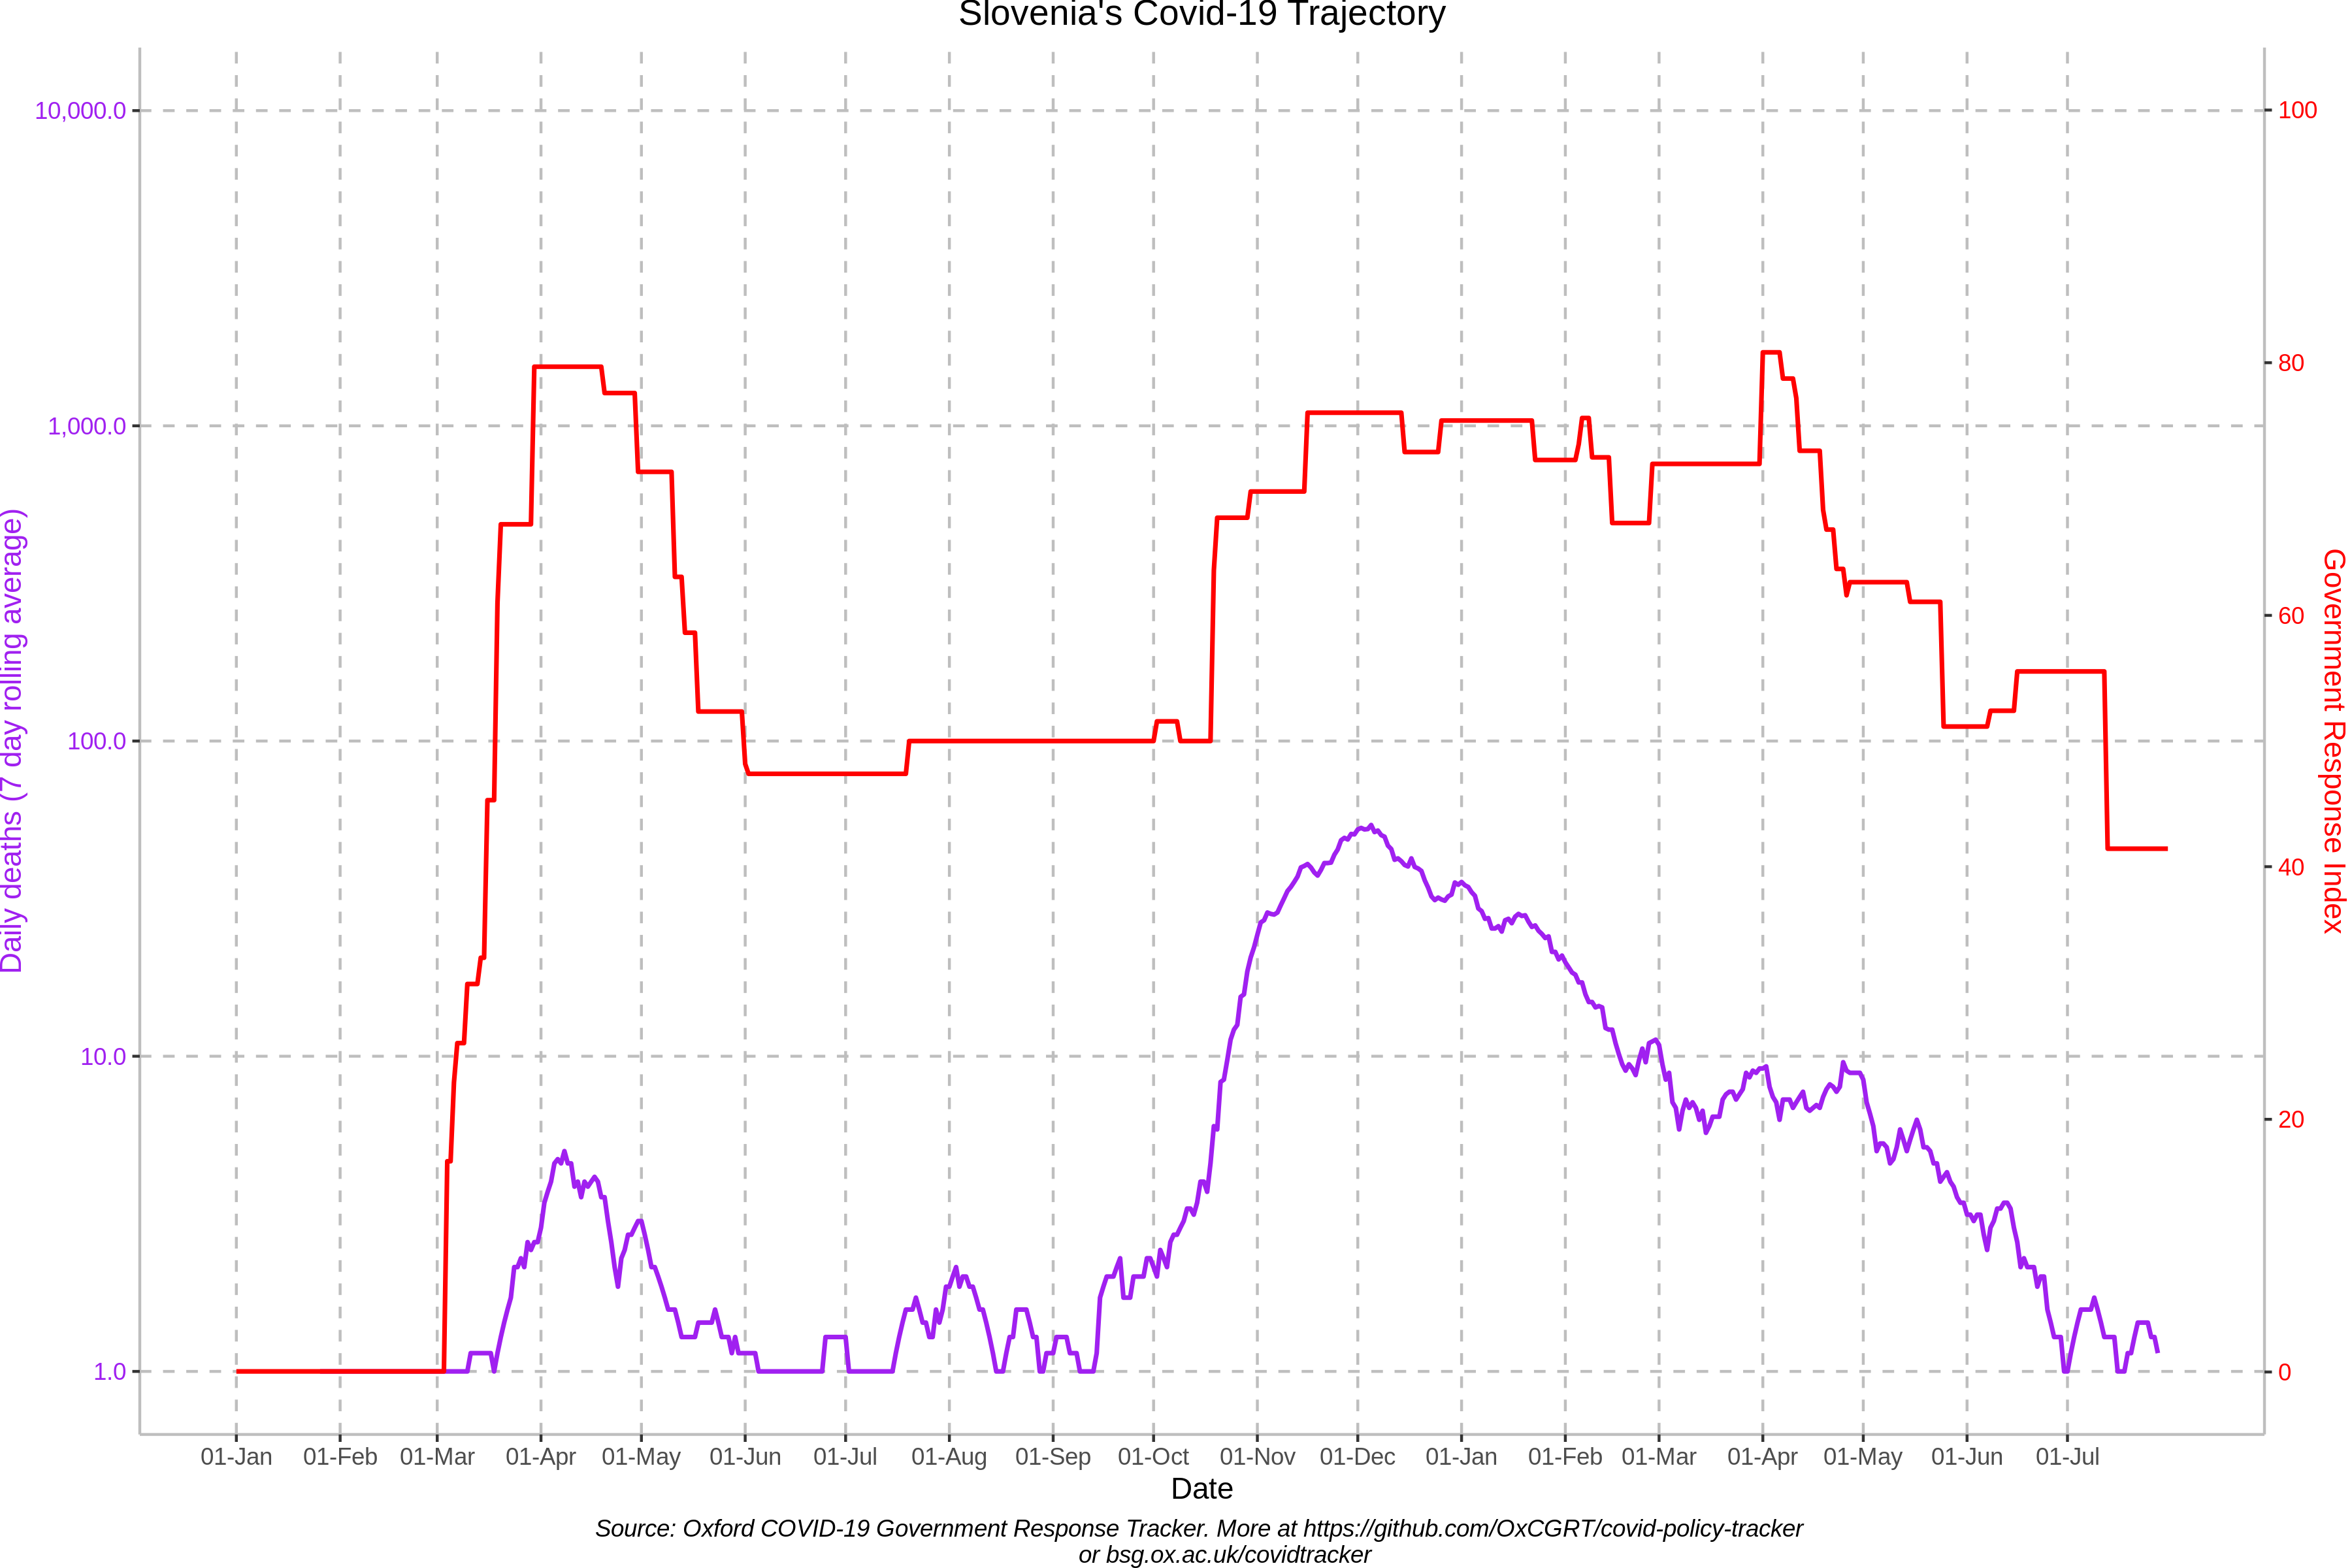 Slovenia's Covid-19 Trajectory
10,000.0
1,000.0
100.0
10.0
1.0
Daily deaths (7 day rolling average)
100
80
60
40
20
0
Government Response Index
01-Jan 01-Feb 01-Mar 01-Apr 01-May 01-Jun 01-Jul 01-Aug 01-Sep 01-Oct 01-Nov 01-Dec 01-Jan 01-Feb 01-Mar 01-Apr 01-May 01-Jun 01-Jul
Date
Source: Oxford COVID-19 Government Response Tracker. More at https://github.com/OxCGRT/covid-policy-tracker
or bsg.ox.ac.uk/covidtracker